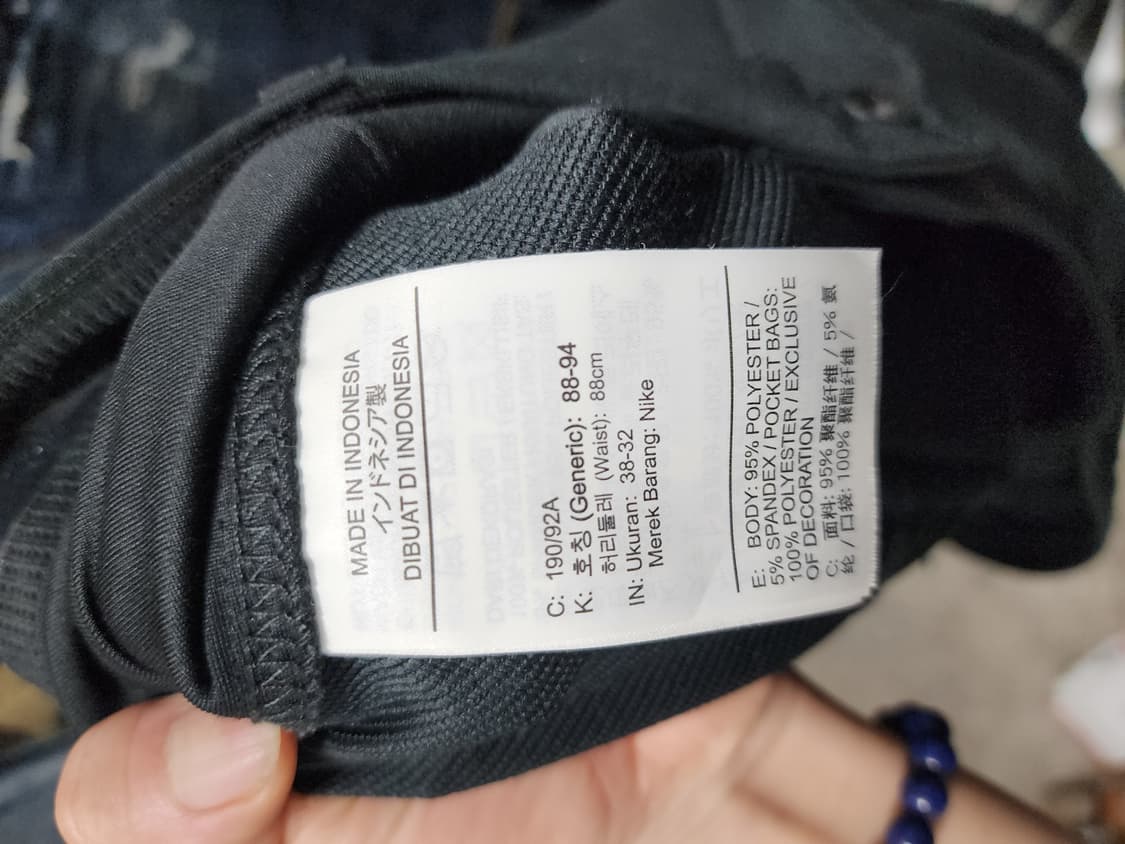 MADE IN INDONESIA
インドネシア製
DIBUAT DI INDONESIA
C: 190/92A
K: 호칭 (Generic): 88-94
허리둘레 (Waist): 88cm
IN: Ukuran: 38-32
Merek Barang: Nike
E: BODY: 95% POLYESTER /
5% SPANDEX / POCKET BAGS:
100% POLYESTER / EXCLUSIVE
OF DECORATION
C: 面料: 95% 聚酯纤维 / 5% 氨
纶 / 口袋: 100% 聚酯纤维 /